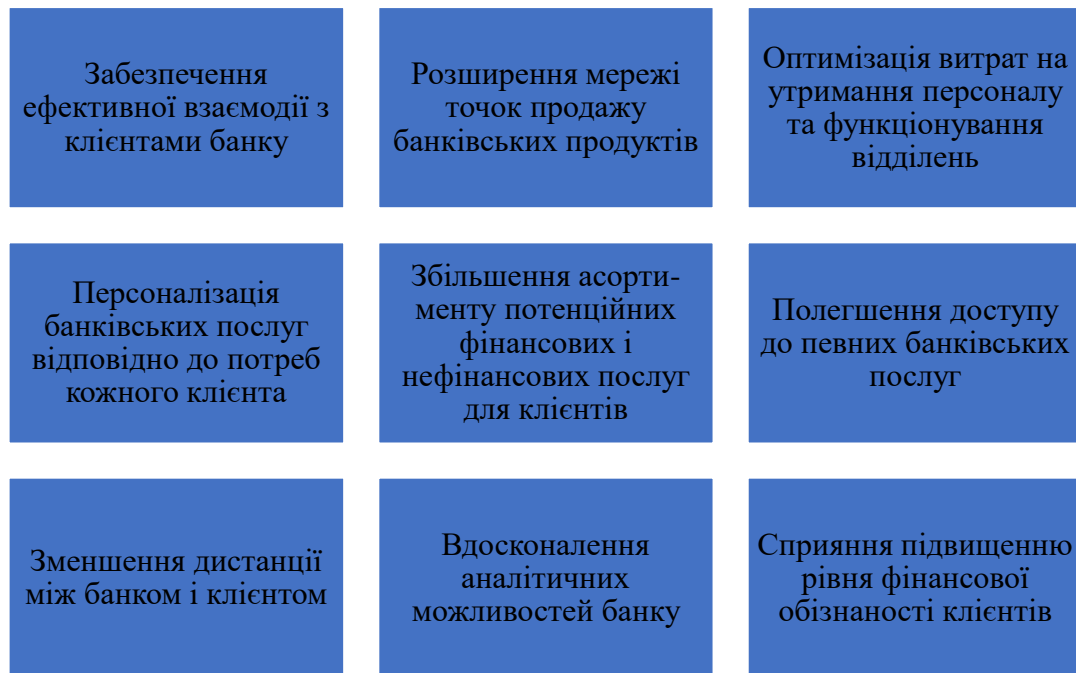 Забезпечення
ефективної взаємодії з
клієнтами банку
Розширення мережі
точок продажу
банківських продуктів
Оптимізація витрат на
утримання персоналу
та функціонування
відділень
Персоналізація
банківських послуг
відповідно до потреб
кожного клієнта
Збільшення асорти-
менту потенційних
фінансових і
нефінансових послуг
для клієнтів
Полегшення доступу
до певних банківських
послуг
Зменшення дистанції
між банком і клієнтом
Вдосконалення
аналітичних
можливостей банку
Сприяння підвищенню
рівня фінансової
обізнаності клієнтів